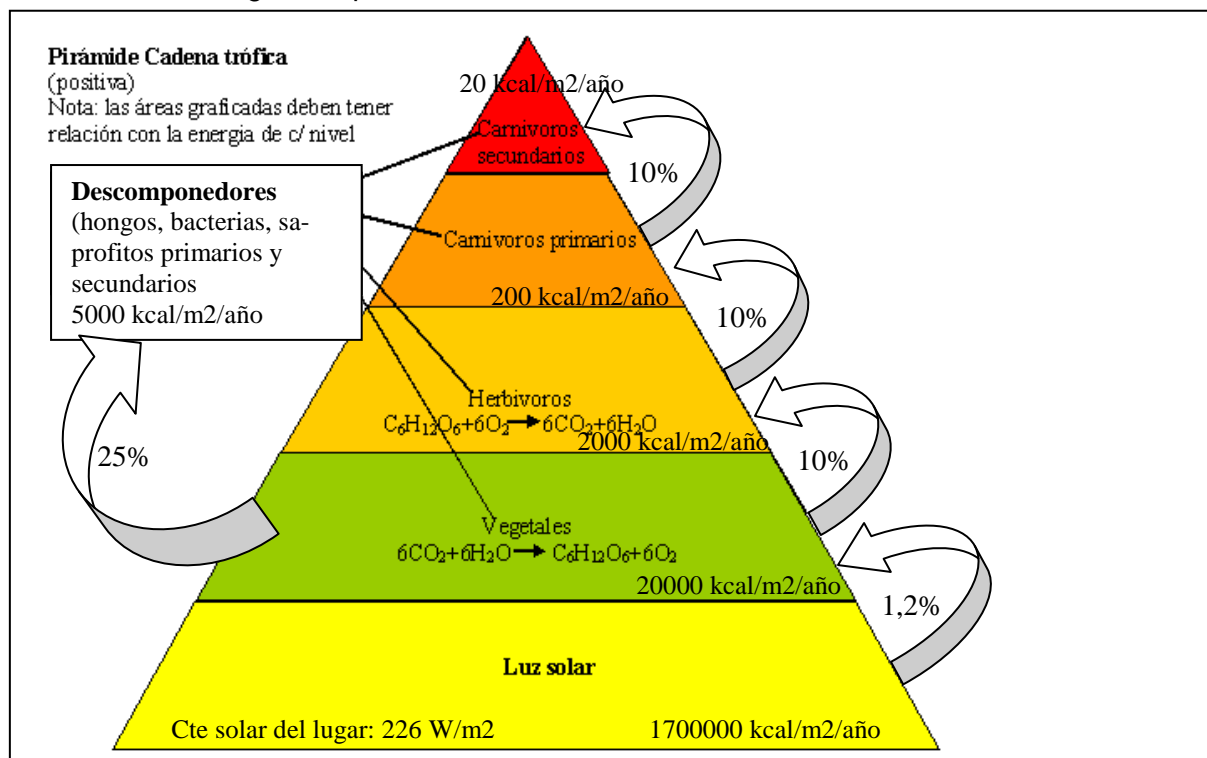 Pirámide Cadena trófica
(positiva)
Nota: las áreas graficadas deben tener
relación con la energia de c/ nivel
20 kcal/m2/año
Carnivoros
secundarios
10%
Descomponedores
(hongos, bacterias, sa-
profitos primarios y
secundarios
5000 kcal/m2/año
Carnivoros primarios
200 kcal/m2/año
10%
Herbivoros
C₆H₁₂O₆+6O₂→6CO₂+6H₂O
2000 kcal/m2/año
10%
25%
Vegetales
6CO₂+6H₂O→C₆H₁₂O₆+6O₂
20000 kcal/m2/año
1,2%
Luz solar
Cte solar del lugar: 226 W/m2
1700000 kcal/m2/año